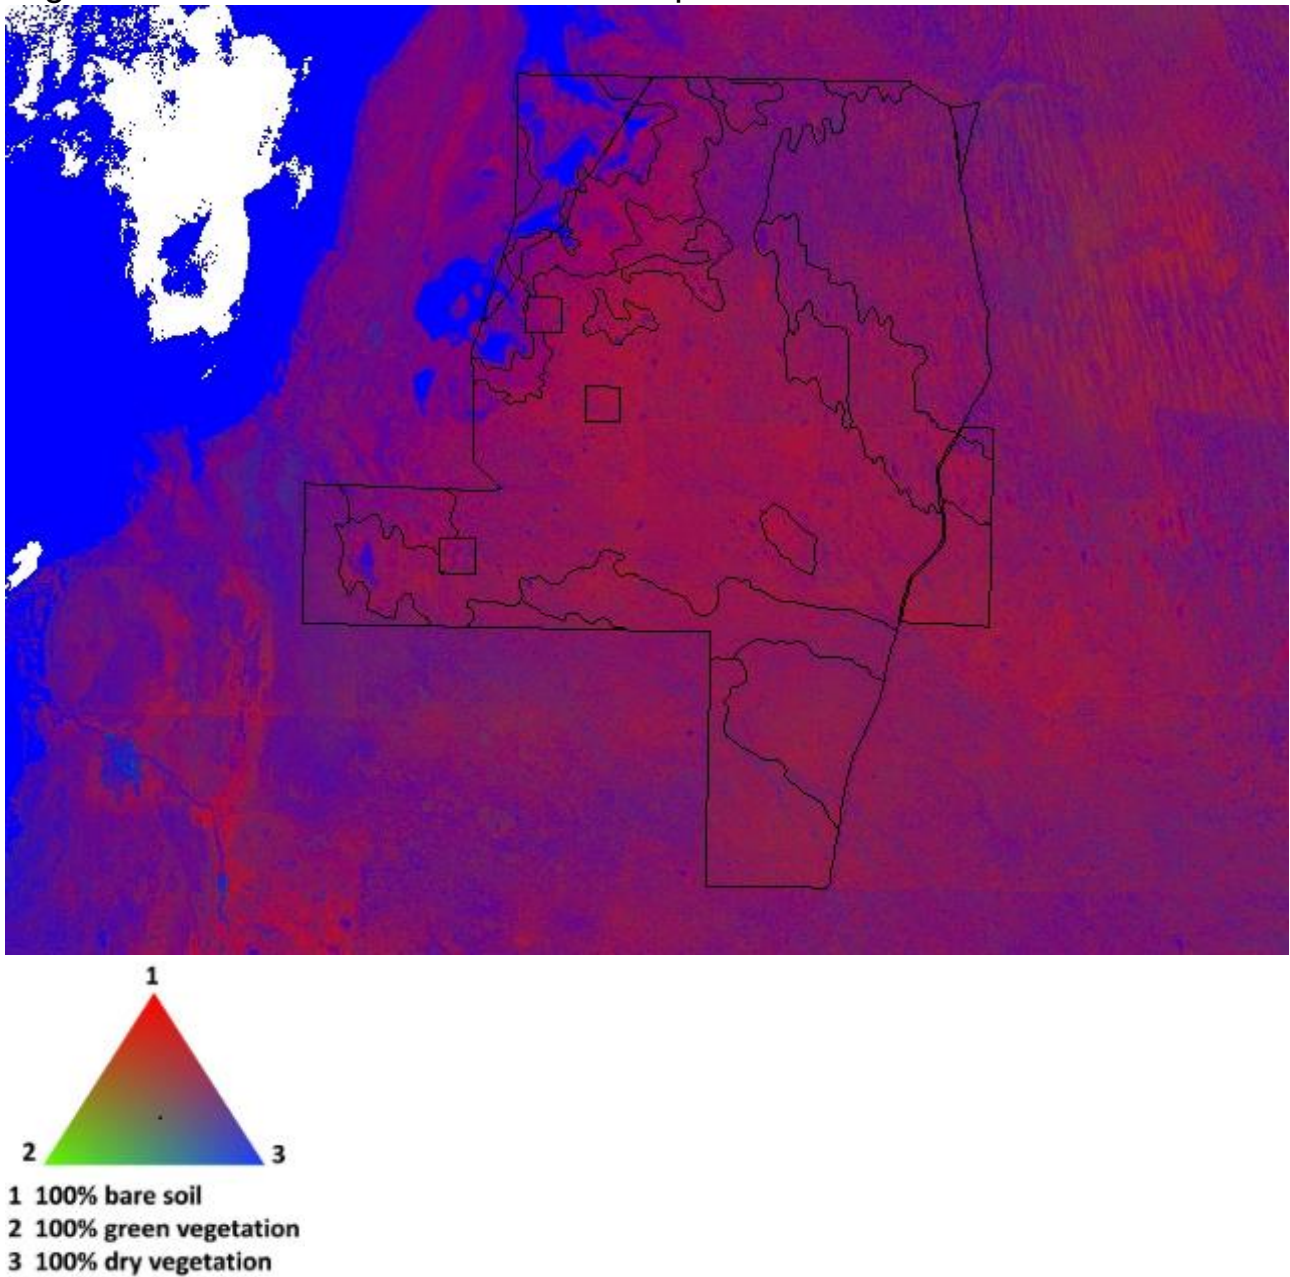 1
2
3
1 100% bare soil
2 100% green vegetation
3 100% dry vegetation